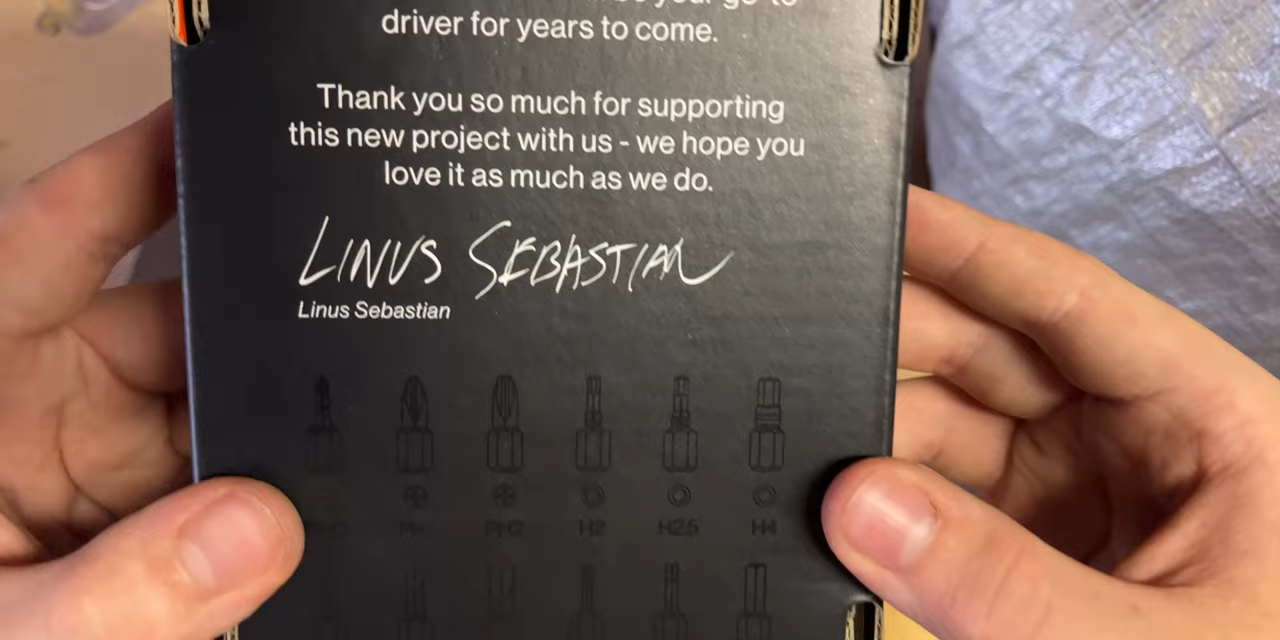 driver for years to come.
Thank you so much for supporting
this new project with us - we hope you
love it as much as we do.
LINUS SEBASTIAN
Linus Sebastian
PH1 PH2 H2 H2.5 H4